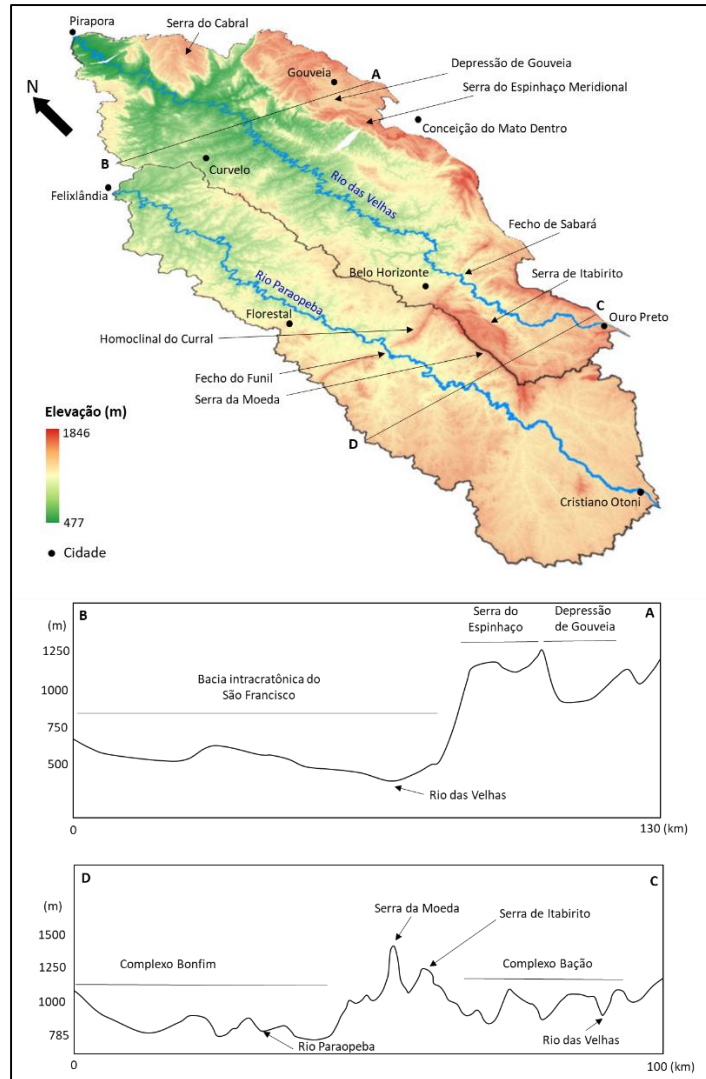 Pirapora
Serra do Cabral
N
Gouveia
A
Depressão de Gouveia
Serra do Espinhaço Meridional
Conceição do Mato Dentro
B
Curvelo
Felixlândia
Rio das Velhas
Fecho de Sabará
Belo Horizonte
Serra de Itabirito
Rio Paraopeba
C
Ouro Preto
Florestal
Homoclinal do Curral
Fecho do Funil
Serra da Moeda
D
Elevação (m)
1846
477
Cidade
Cristiano Otoni
B
Serra do
Espinhaço
Depressão
de Gouveia
A
(m)
1250
1000
750
500
Bacia intracratônica do
São Francisco
Rio das Velhas
0
130 (km)
D
C
(m)
1500
1250
1000
785
Serra da Moeda
Serra de Itabirito
Complexo Bonfim
Complexo Bação
Rio Paraopeba
Rio das Velhas
0
100 (km)